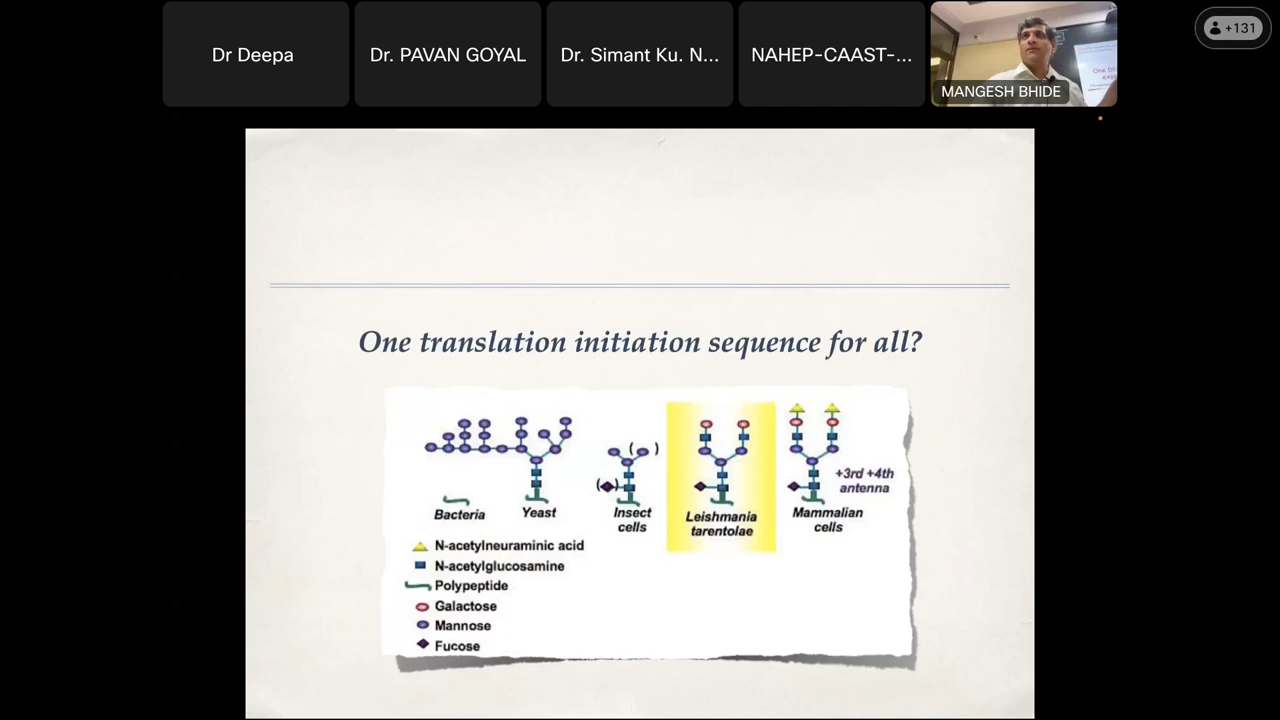 Dr Deepa
Dr. PAVAN GOYAL
Dr. Simant Ku. N...
NAHEP-CAAST-...
MANGESH BHIDE
+131
One translation initiation sequence for all?
Bacteria
Yeast
Insect
cells
Leishmania
tarentolae
Mammalian
cells
+3rd +4th
antenna
N-acetylneuraminic acid
N-acetylglucosamine
Polypeptide
Galactose
Mannose
Fucose